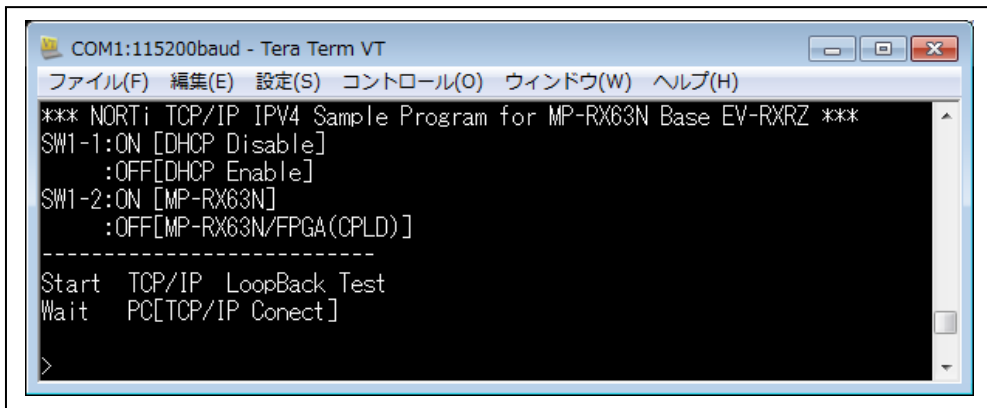 COM1:115200baud - Tera Term VT
ファイル(F) 編集(E) 設定(S) コントロール(O) ウィンドウ(W) ヘルプ(H)
*** NORTi TCP/IP IPV4 Sample Program for MP-RX63N Base EV-RXRZ ***
SW1-1:ON [DHCP Disable]
     :OFF[DHCP Enable]
SW1-2:ON [MP-RX63N]
     :OFF[MP-RX63N/FPGA(CPLD)]
---------------------------
Start  TCP/IP  LoopBack Test
Wait   PC[TCP/IP Conect]
>